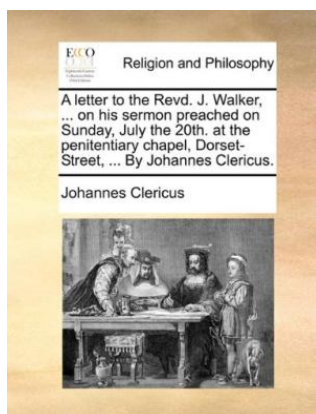 ECCO
Religion and Philosophy
A letter to the Revd. J. Walker,
... on his sermon preached on
Sunday, July the 20th. at the
penitentiary chapel, Dorset-
Street, ... By Johannes Clericus.
Johannes Clericus